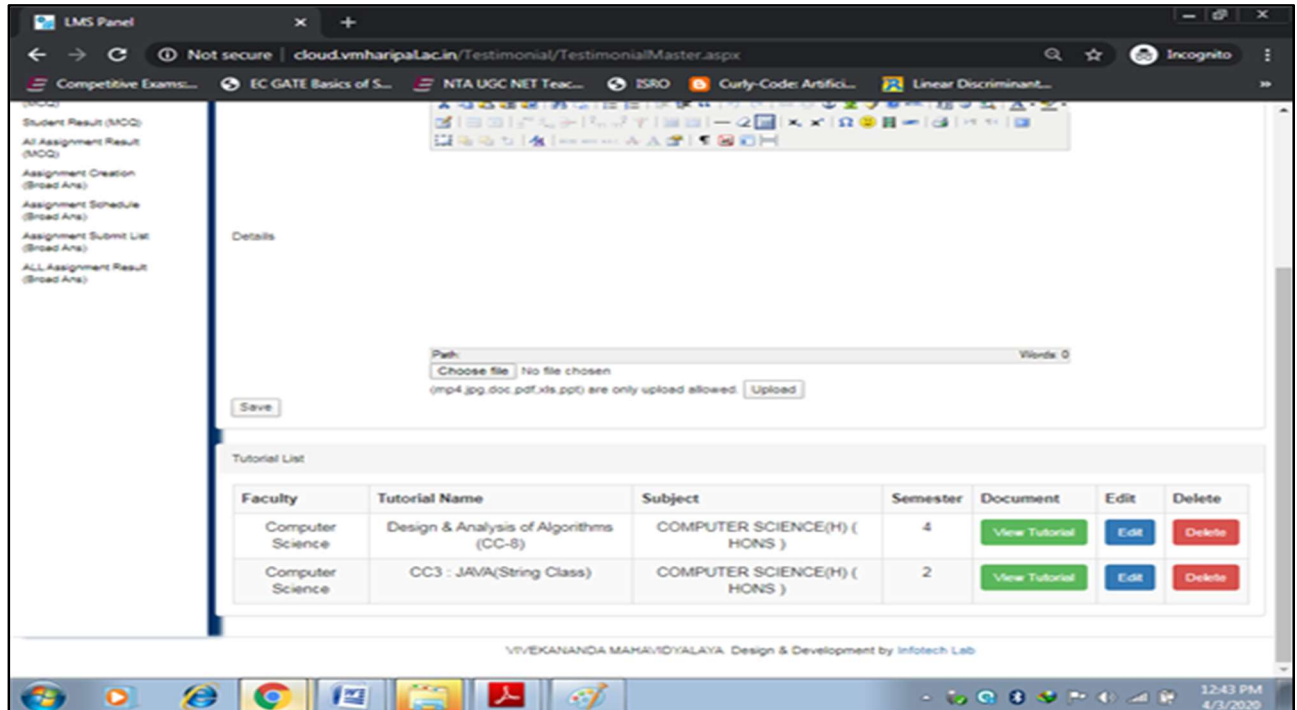 LMS Panel
Not secure | cloud.vmharipal.ac.in/Testimonial/TestimonialMaster.aspx
Incognito
Competitive Exams:...
EC GATE Basics of S...
NTA UGC NET Teac...
ISRO
Curly-Code: Artifici...
Linear Discriminant...
(MCQ)
Student Result (MCQ)
All Assignment Result
(MCQ)
Assignment Creation
(Broad Ans)
Assignment Schedule
(Broad Ans)
Assignment Submit List
(Broad Ans)
ALL Assignment Result
(Broad Ans)
Details
Path: Words: 0
Choose file No file chosen
(mp4,jpg,doc,pdf,xls,ppt) are only upload allowed. Upload
Save
Tutorial List
Faculty Tutorial Name Subject Semester Document Edit Delete
Computer Design & Analysis of Algorithms COMPUTER SCIENCE(H) ( 4 View Tutorial Edit Delete
Science (CC-8) HONS )
Computer CC3 : JAVA(String Class) COMPUTER SCIENCE(H) ( 2 View Tutorial Edit Delete
Science HONS )
VIVEKANANDA MAHAVIDYALAYA. Design & Development by Infotech Lab
12:43 PM
4/3/2020